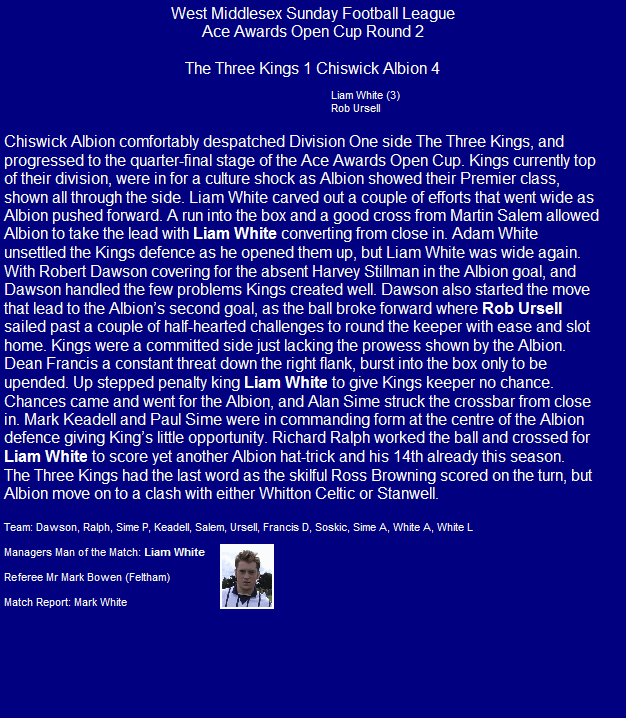 West Middlesex Sunday Football League
Ace Awards Open Cup Round 2
The Three Kings 1 Chiswick Albion 4
Liam White (3)
Rob Ursell
Chiswick Albion comfortably despatched Division One side The Three Kings, and
progressed to the quarter-final stage of the Ace Awards Open Cup. Kings currently top
of their division, were in for a culture shock as Albion showed their Premier class,
shown all through the side. Liam White carved out a couple of efforts that went wide as
Albion pushed forward. A run into the box and a good cross from Martin Salem allowed
Albion to take the lead with Liam White converting from close in. Adam White
unsettled the Kings defence as he opened them up, but Liam White was wide again.
With Robert Dawson covering for the absent Harvey Stillman in the Albion goal, and
Dawson handled the few problems Kings created well. Dawson also started the move
that lead to the Albion's second goal, as the ball broke forward where Rob Ursell
sailed past a couple of half-hearted challenges to round the keeper with ease and slot
home. Kings were a committed side just lacking the prowess shown by the Albion.
Dean Francis a constant threat down the right flank, burst into the box only to be
upended. Up stepped penalty king Liam White to give Kings keeper no chance.
Chances came and went for the Albion, and Alan Sime struck the crossbar from close
in. Mark Keadell and Paul Sime were in commanding form at the centre of the Albion
defence giving King's little opportunity. Richard Ralph worked the ball and crossed for
Liam White to score yet another Albion hat-trick and his 14th already this season.
The Three Kings had the last word as the skilful Ross Browning scored on the turn, but
Albion move on to a clash with either Whitton Celtic or Stanwell.
Team: Dawson, Ralph, Sime P, Keadell, Salem, Ursell, Francis D, Soskic, Sime A, White A, White L
Managers Man of the Match: Liam White
Referee Mr Mark Bowen (Feltham)
Match Report: Mark White